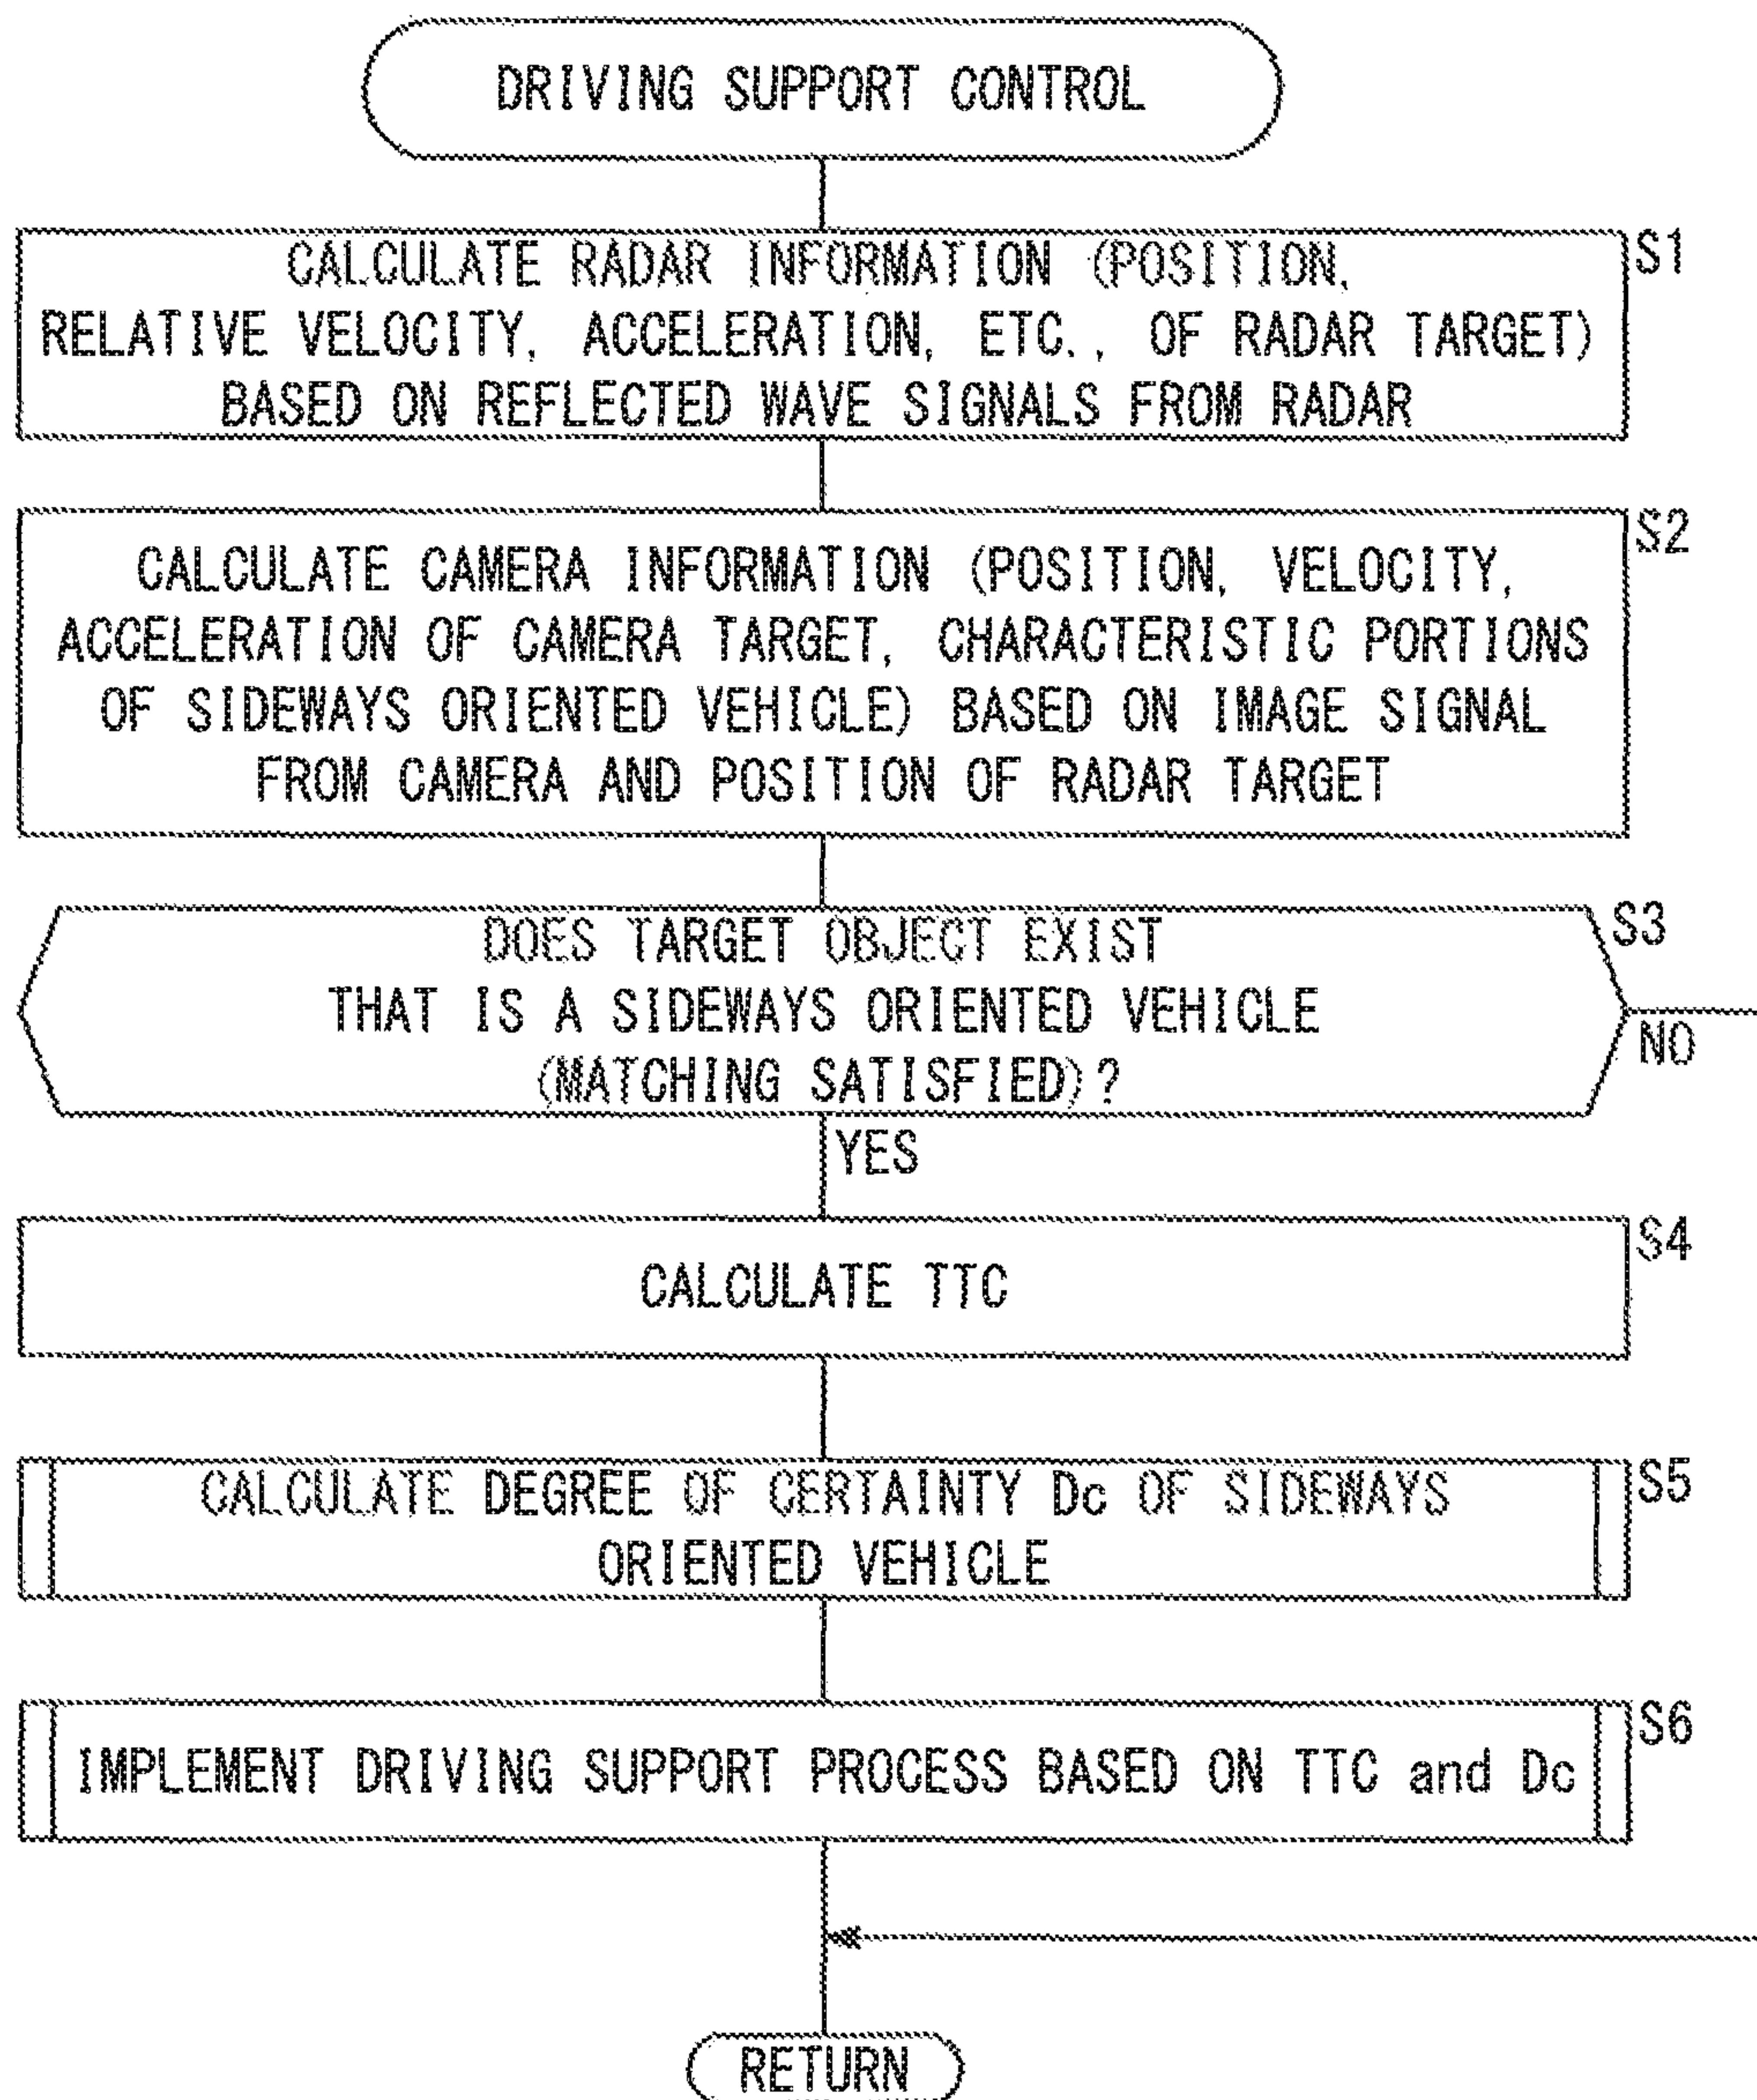 DRIVING SUPPORT CONTROL
CALCULATE RADAR INFORMATION (POSITION,
RELATIVE VELOCITY, ACCELERATION, ETC., OF RADAR TARGET)
BASED ON REFLECTED WAVE SIGNALS FROM RADAR
S1
CALCULATE CAMERA INFORMATION (POSITION, VELOCITY,
ACCELERATION OF CAMERA TARGET, CHARACTERISTIC PORTIONS
OF SIDEWAYS ORIENTED VEHICLE) BASED ON IMAGE SIGNAL
FROM CAMERA AND POSITION OF RADAR TARGET
S2
DOES TARGET OBJECT EXIST
THAT IS A SIDEWAYS ORIENTED VEHICLE
(MATCHING SATISFIED)?
S3
NO
YES
CALCULATE TTC
S4
CALCULATE DEGREE OF CERTAINTY Dc OF SIDEWAYS
ORIENTED VEHICLE
S5
IMPLEMENT DRIVING SUPPORT PROCESS BASED ON TTC and Dc
S6
RETURN